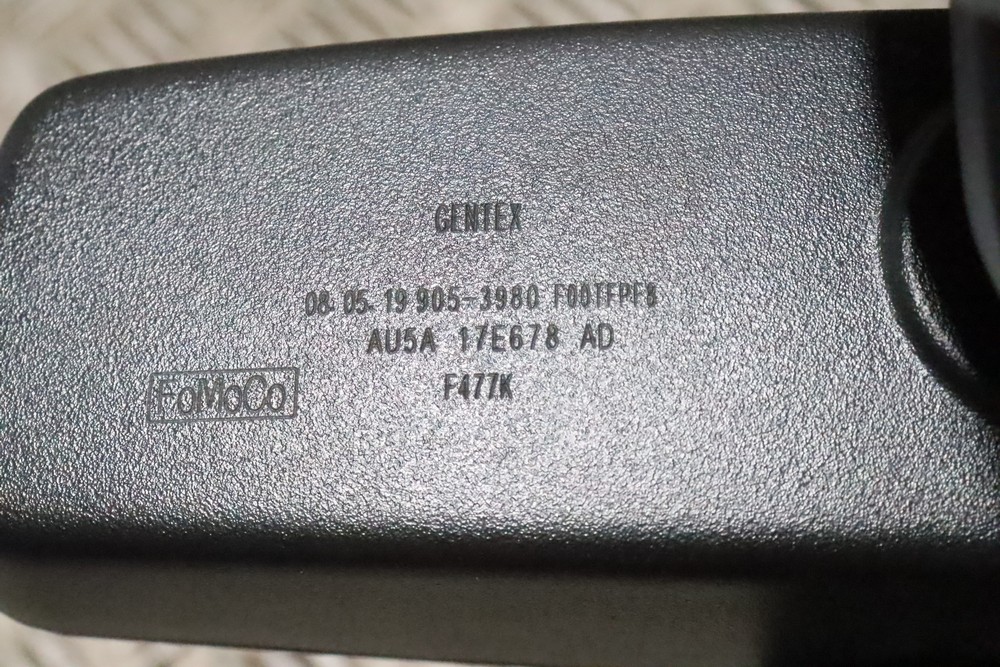 GENTEX
08. 05. 19 905-3980 F00TFPF8
AU5A 17E678 AD
F477K
FoMoCo